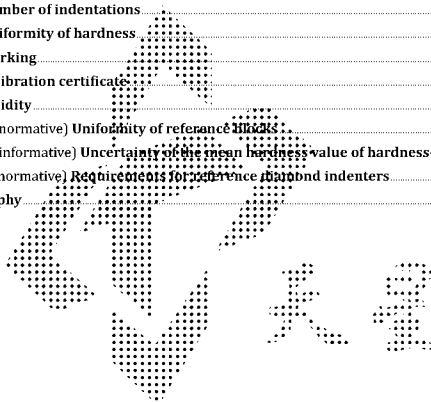 mber of indentations
iformity of hardness
rking
ibration certificate
idity
normative) Uniformity of reference blocks
informative) Uncertainty of the mean hardness value of hardness-
normative) Requirements for reference diamond indenters
phy